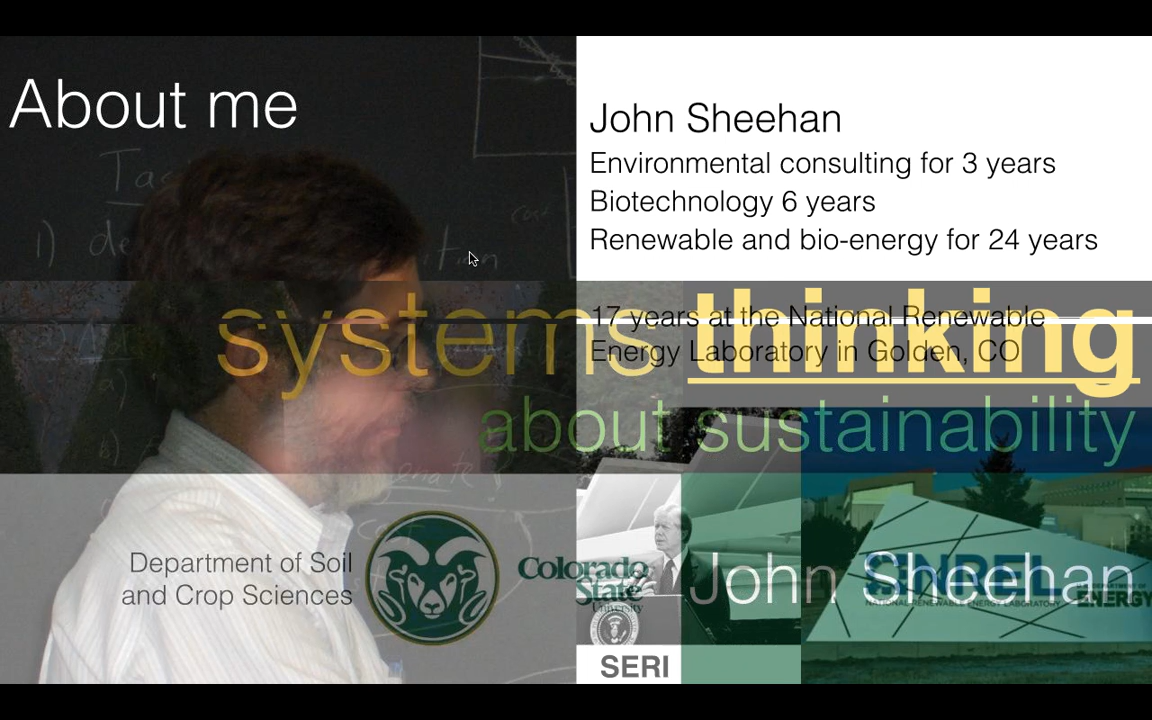 About me
John Sheehan
Environmental consulting for 3 years
Biotechnology 6 years
Renewable and bio-energy for 24 years
17 years at the National Renewable
Energy Laboratory in Golden, CO
systems thinking
about sustainability
Department of Soil
and Crop Sciences
Colorado
State
University
John Sheehan
NREL
NATIONAL RENEWABLE ENERGY LABORATORY
ENERGY
SERI